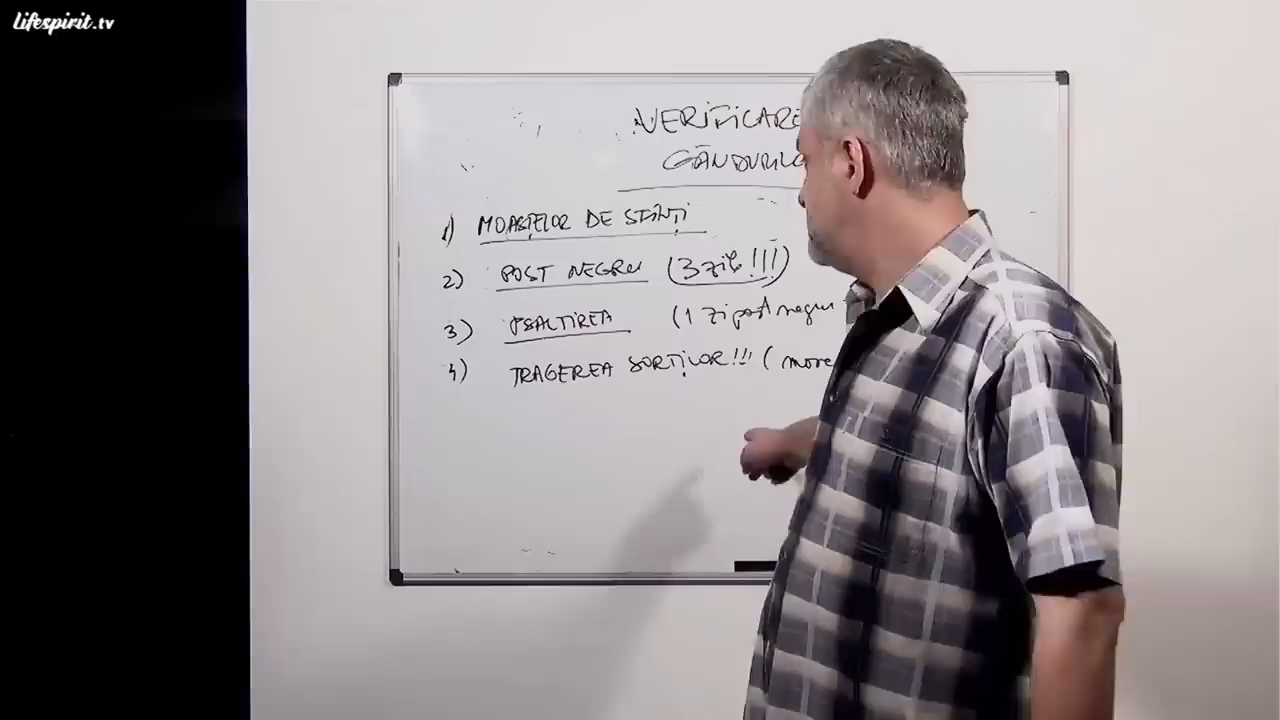 Lifespirit.tv
VERIFICARE
GÂNDURILO
1) MOAȘTELOR DE SFINȚI
2) POST NEGRU (3 zile !!!)
3) PSALTIREA (1 zi post negru
4) TRAGEREA SORȚILOR!!! (